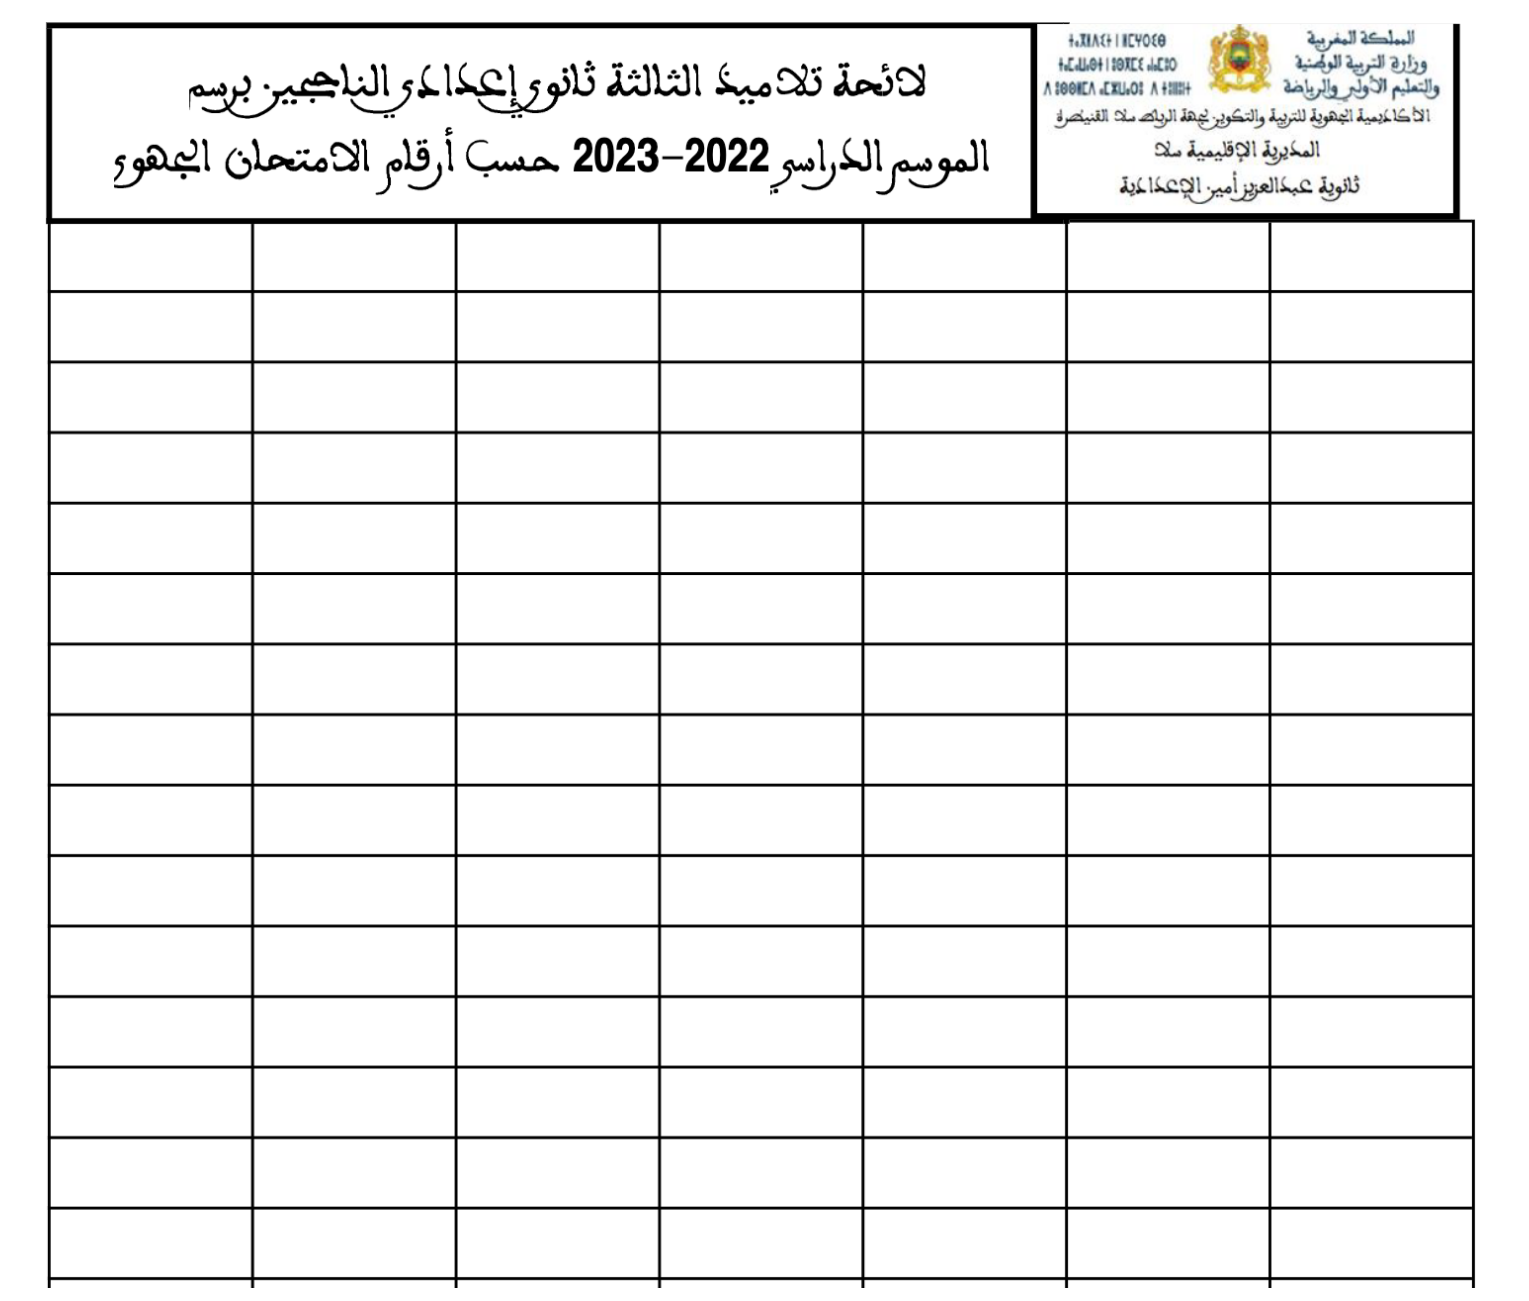 المملكة المغربية
وزارة التربية الوطنية
والتعليم الأولي والرياضة
ⵜⴰⴳⵍⴷⵉⵜ ⵏ ⵍⵎⵖⵔⵉⴱ
ⵜⴰⵎⴰⵡⴰⵙⵜ ⵏ ⵓⵙⴳⵎⵉ ⴰⵏⴰⵎⵓⵔ
ⴷ ⵓⵙⵙⵍⵎⴷ ⴰⵎⵣⵡⴰⵔⵓ ⴷ ⵜⵓⵏⵏⵓⵏⵜ
الأكاديمية الجهوية للتربية والتكوين لجهة الرباط سلا القنيطرة
المديرية الإقليمية سلا
ثانوية عبدالعزيز أمين الإعدادية
لائحة تلاميذ الثالثة ثانوي إعدادي الناجحين برسم
الموسم الدراسي 2022-2023 حسب أرقام الامتحان الجهوي